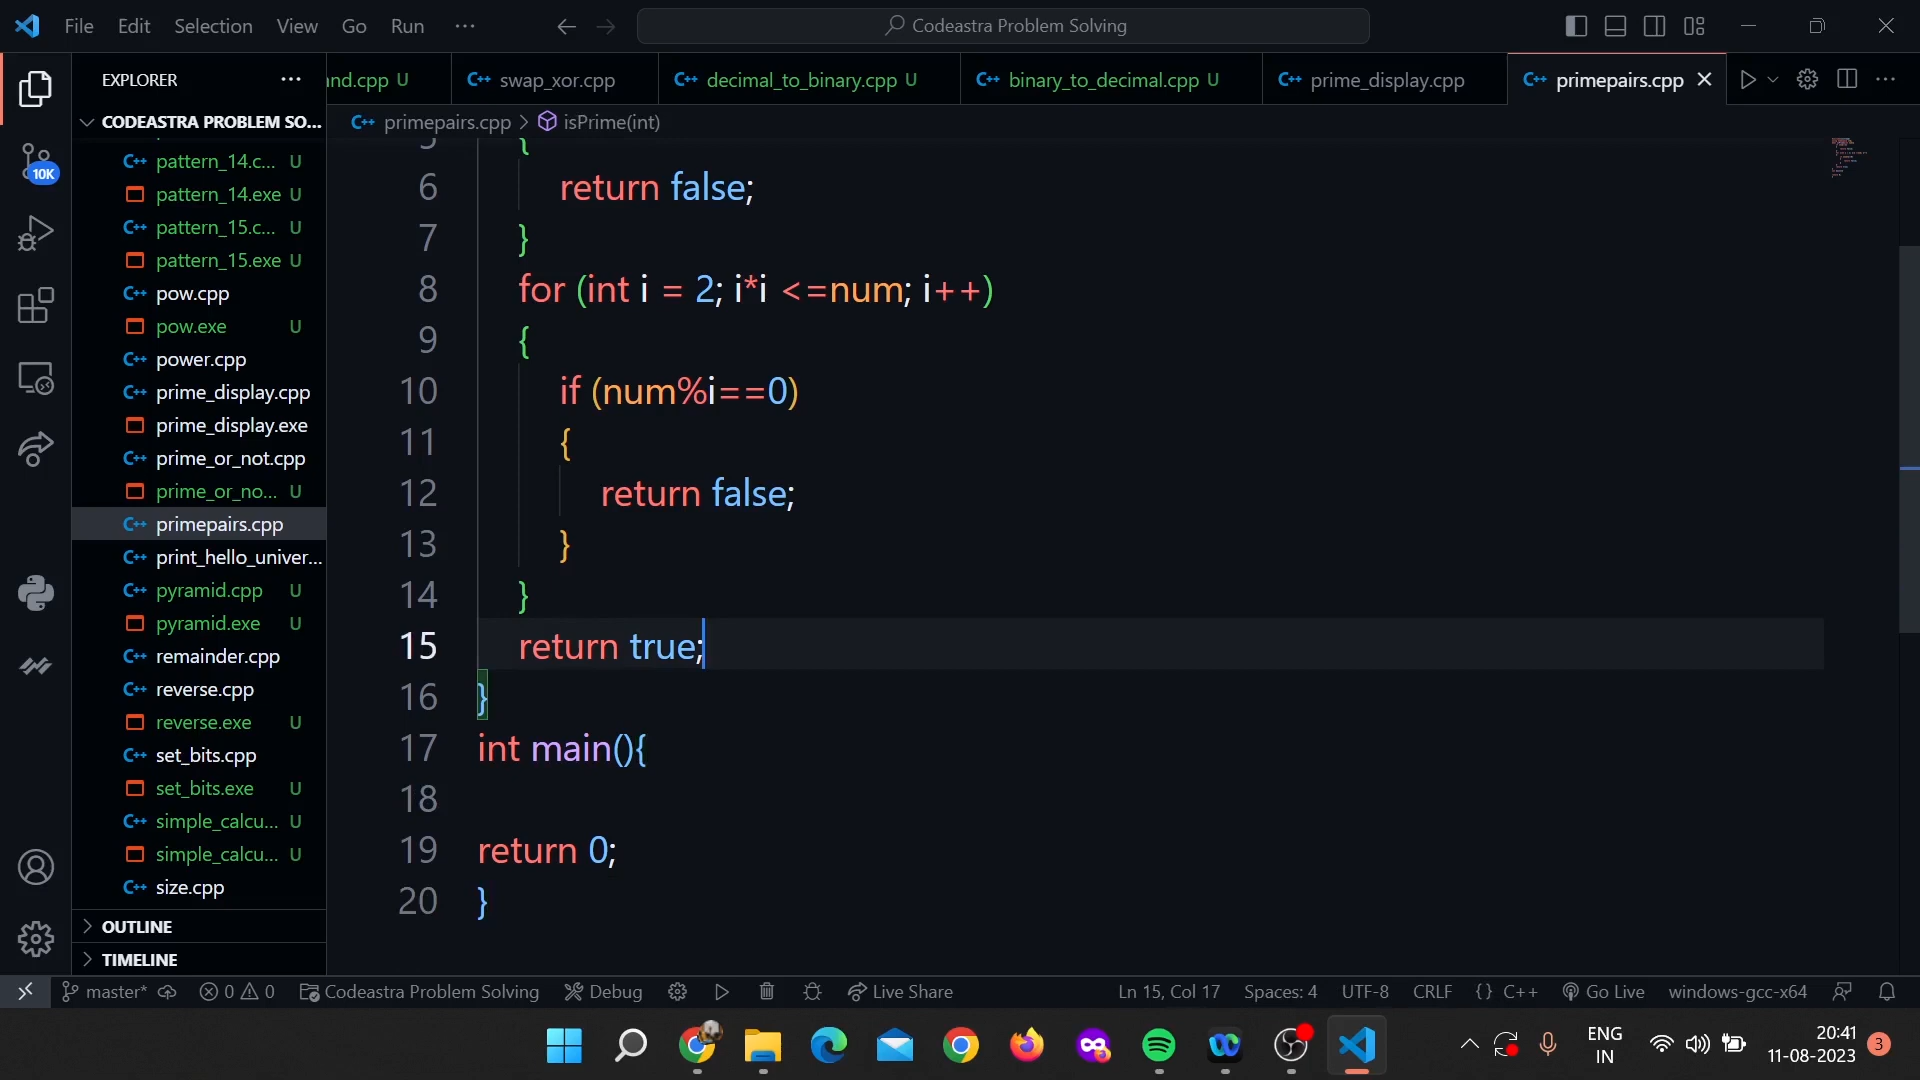 File Edit Selection View Go Run ···
Codeastra Problem Solving
EXPLORER
nd.cpp U
swap_xor.cpp
decimal_to_binary.cpp U
binary_to_decimal.cpp U
prime_display.cpp
primepairs.cpp
CODEASTRA PROBLEM SO...
primepairs.cpp > isPrime(int)
10K
pattern_14.c... U
pattern_14.exe U
pattern_15.c... U
pattern_15.exe U
pow.cpp
pow.exe U
power.cpp
prime_display.cpp
prime_display.exe
prime_or_not.cpp
prime_or_no... U
primepairs.cpp
print_hello_univer...
pyramid.cpp U
pyramid.exe U
remainder.cpp
reverse.cpp
reverse.exe U
set_bits.cpp
set_bits.exe U
simple_calcu... U
simple_calcu... U
size.cpp
OUTLINE
TIMELINE
5 {
6 return false;
7 }
8 for (int i = 2; i*i <=num; i++)
9 {
10 if (num%i==0)
11 {
12 return false;
13 }
14 }
15 return true;
16 }
17 int main(){
18
19 return 0;
20 }
master* 0 0 Codeastra Problem Solving Debug Live Share Ln 15, Col 17 Spaces: 4 UTF-8 CRLF {} C++ Go Live windows-gcc-x64
ENG
IN
20:41
11-08-2023
3